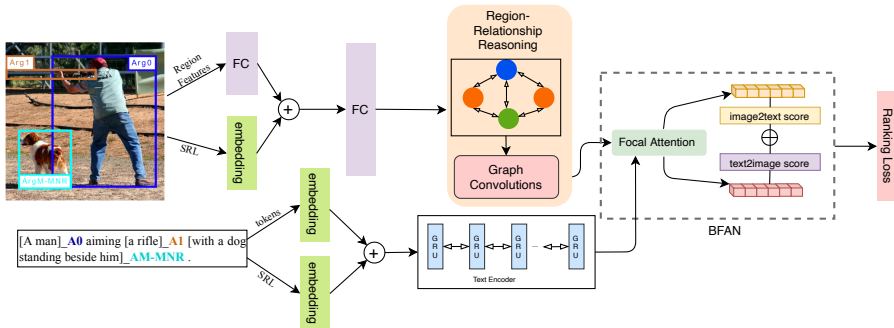 Arg1
Arg0
ArgM-MNR
Region
Features
SRL
FC
embedding
+
FC
Region-
Relationship
Reasoning
Graph
Convolutions
[A man]_A0 aiming [a rifle]_A1 [with a dog
standing beside him]_AM-MNR .
tokens
SRL
embedding
embedding
+
GRU
GRU
GRU
...
GRU
Text Encoder
Focal Attention
image2text score
text2image score
BFAN
Ranking Loss